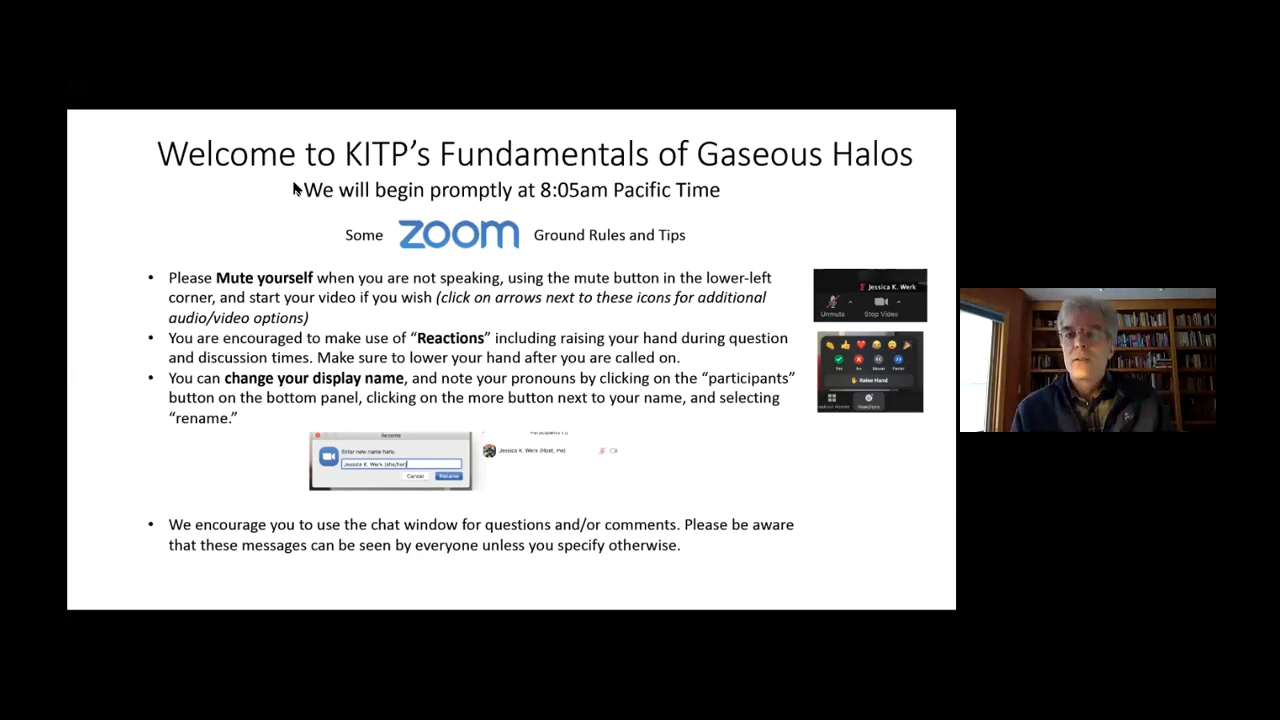 Welcome to KITP's Fundamentals of Gaseous Halos
We will begin promptly at 8:05am Pacific Time
Some zoom Ground Rules and Tips
• Please Mute yourself when you are not speaking, using the mute button in the lower-left
corner, and start your video if you wish (click on arrows next to these icons for additional
audio/video options)
Jessica K. Werk
Unmute Stop Video
• You are encouraged to make use of “Reactions” including raising your hand during question
and discussion times. Make sure to lower your hand after you are called on.
Yes No Slower Faster
Raise Hand
Reactions
• You can change your display name, and note your pronouns by clicking on the “participants”
button on the bottom panel, clicking on the more button next to your name, and selecting
“rename.”
Rename
Enter new name here:
Jessica K. Werk (she/her)
Cancel Rename
Participants (1)
Jessica K. Werk (Host, me)
• We encourage you to use the chat window for questions and/or comments. Please be aware
that these messages can be seen by everyone unless you specify otherwise.